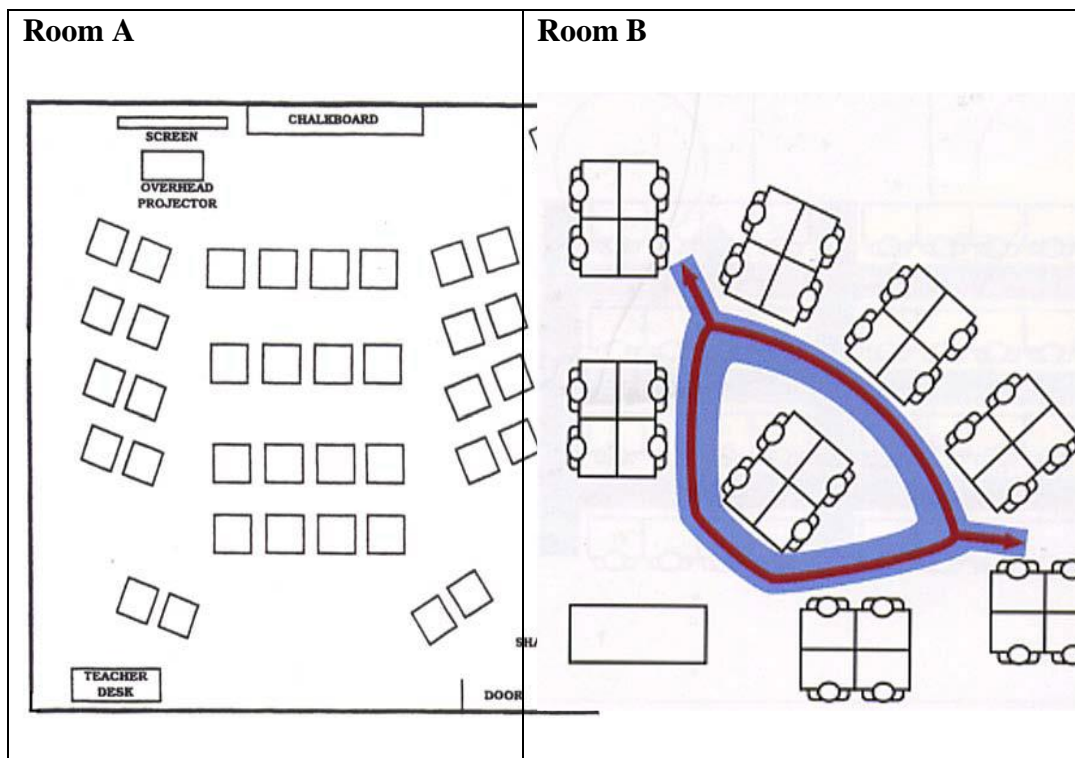 Room A
Room B
CHALKBOARD
SCREEN
OVERHEAD
PROJECTOR
TEACHER
DESK
DOOR